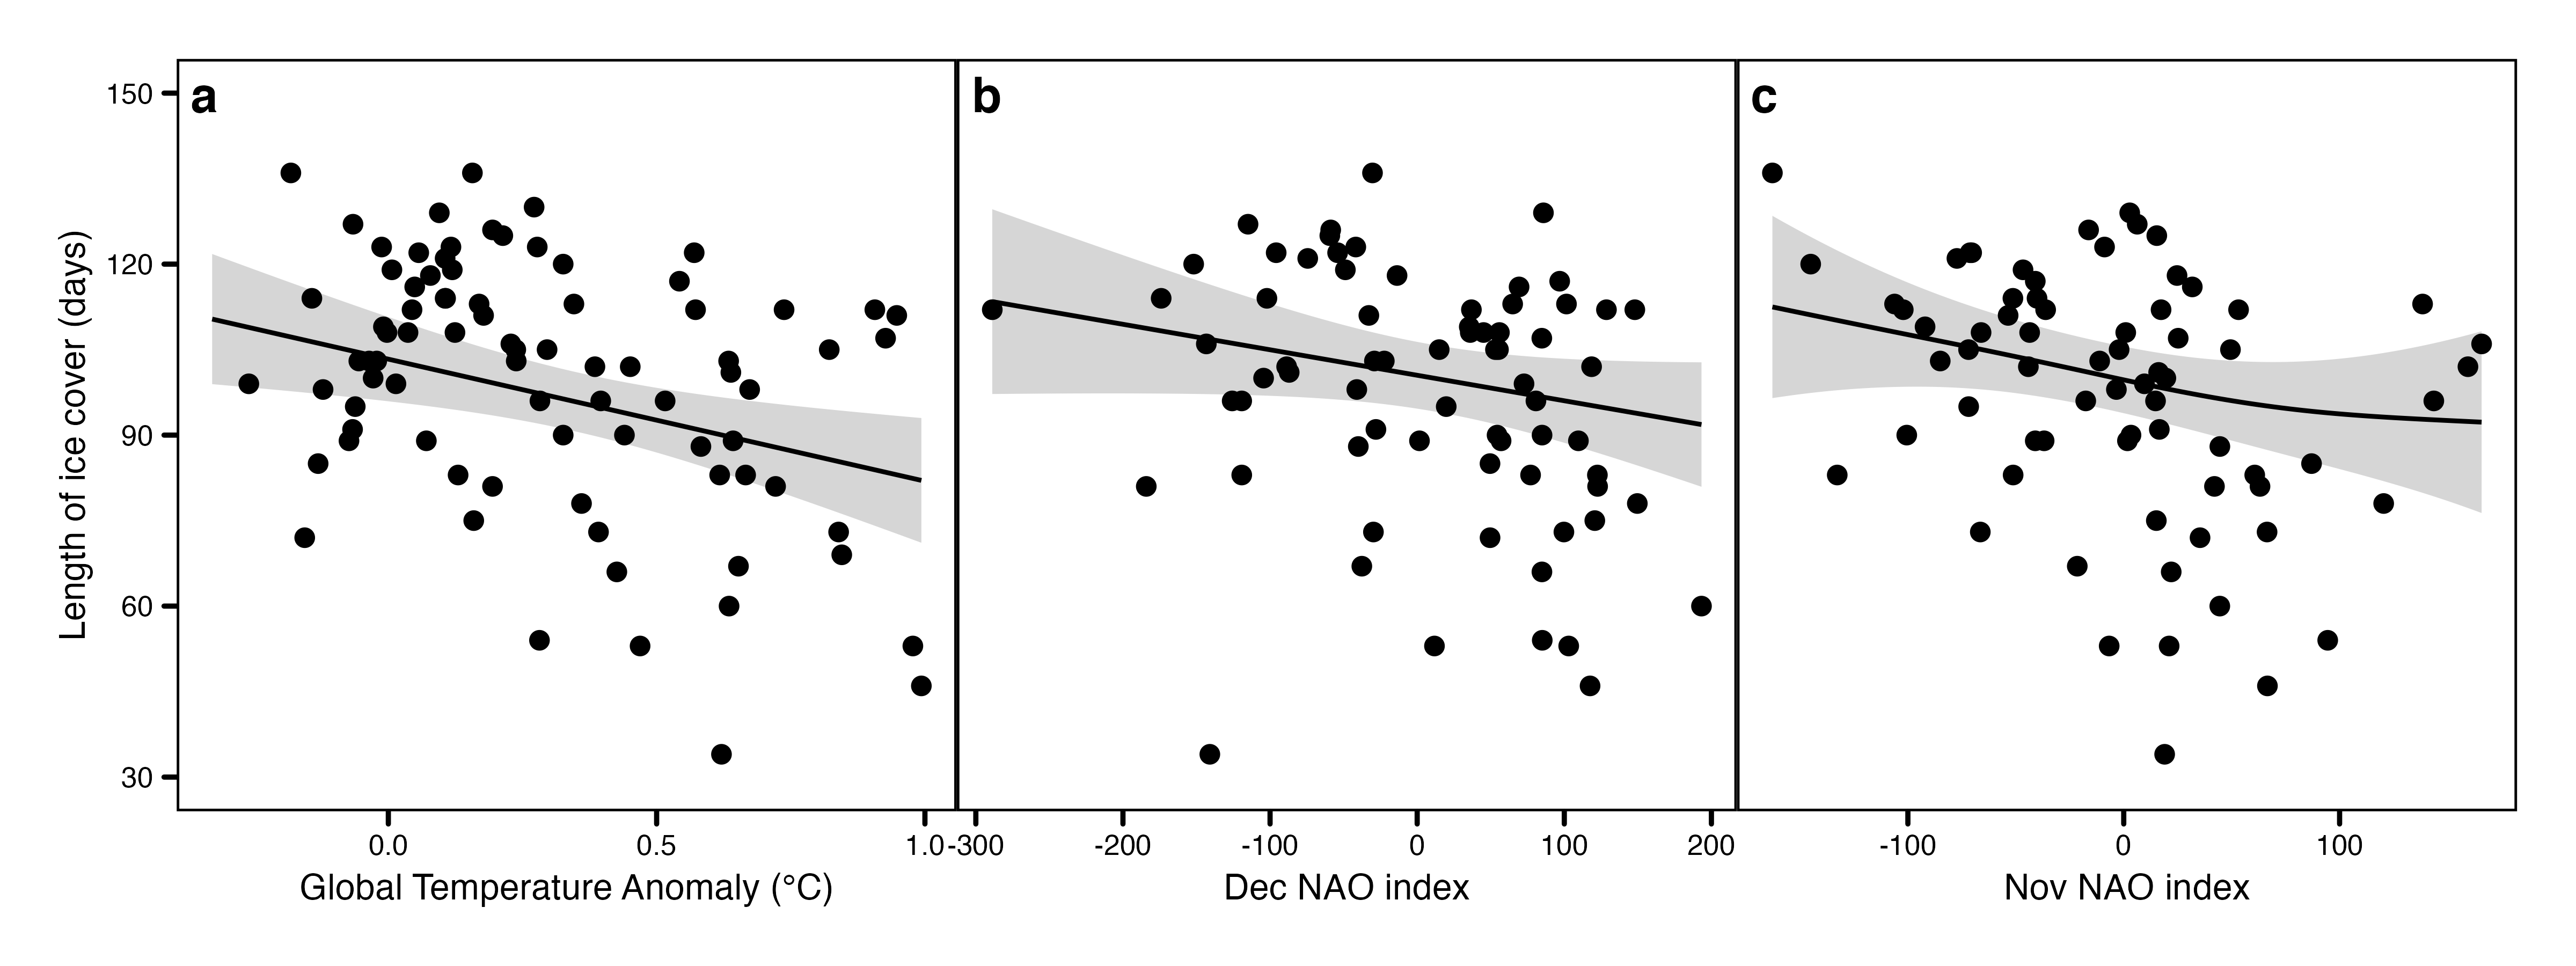 a b c
150
120
90
60
30
Length of ice cover (days)
0.0 0.5 1.0 -300 -200 -100 0 100 200 -100 0 100
Global Temperature Anomaly (°C) Dec NAO index Nov NAO index